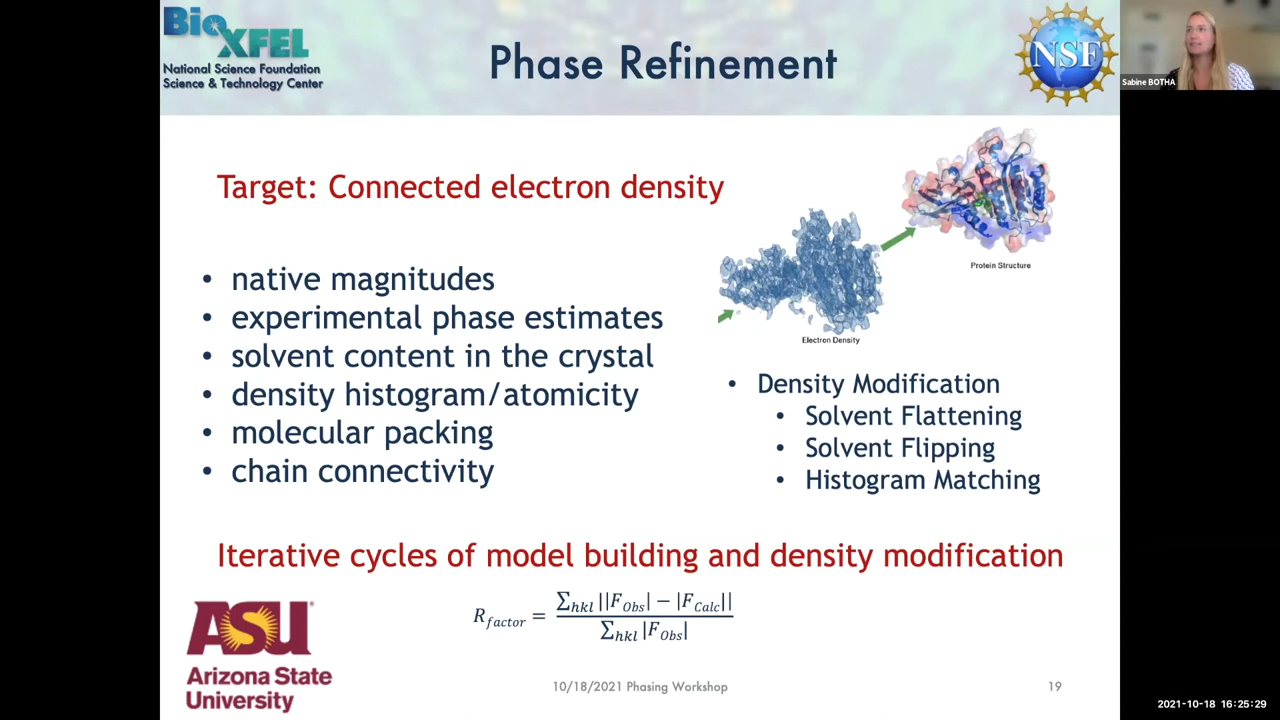 BioXFEL
National Science Foundation
Science & Technology Center
Phase Refinement
NSF
Sabine BOTHA
Target: Connected electron density
Protein Structure
Electron Density
• native magnitudes
• experimental phase estimates
• solvent content in the crystal
• density histogram/atomicity
• molecular packing
• chain connectivity
• Density Modification
• Solvent Flattening
• Solvent Flipping
• Histogram Matching
Iterative cycles of model building and density modification
R_factor = ∑_hkl ||F_Obs| − |F_Calc|| / ∑_hkl |F_Obs|
ASU
Arizona State
University
10/18/2021 Phasing Workshop
19
2021-10-18 16:25:29